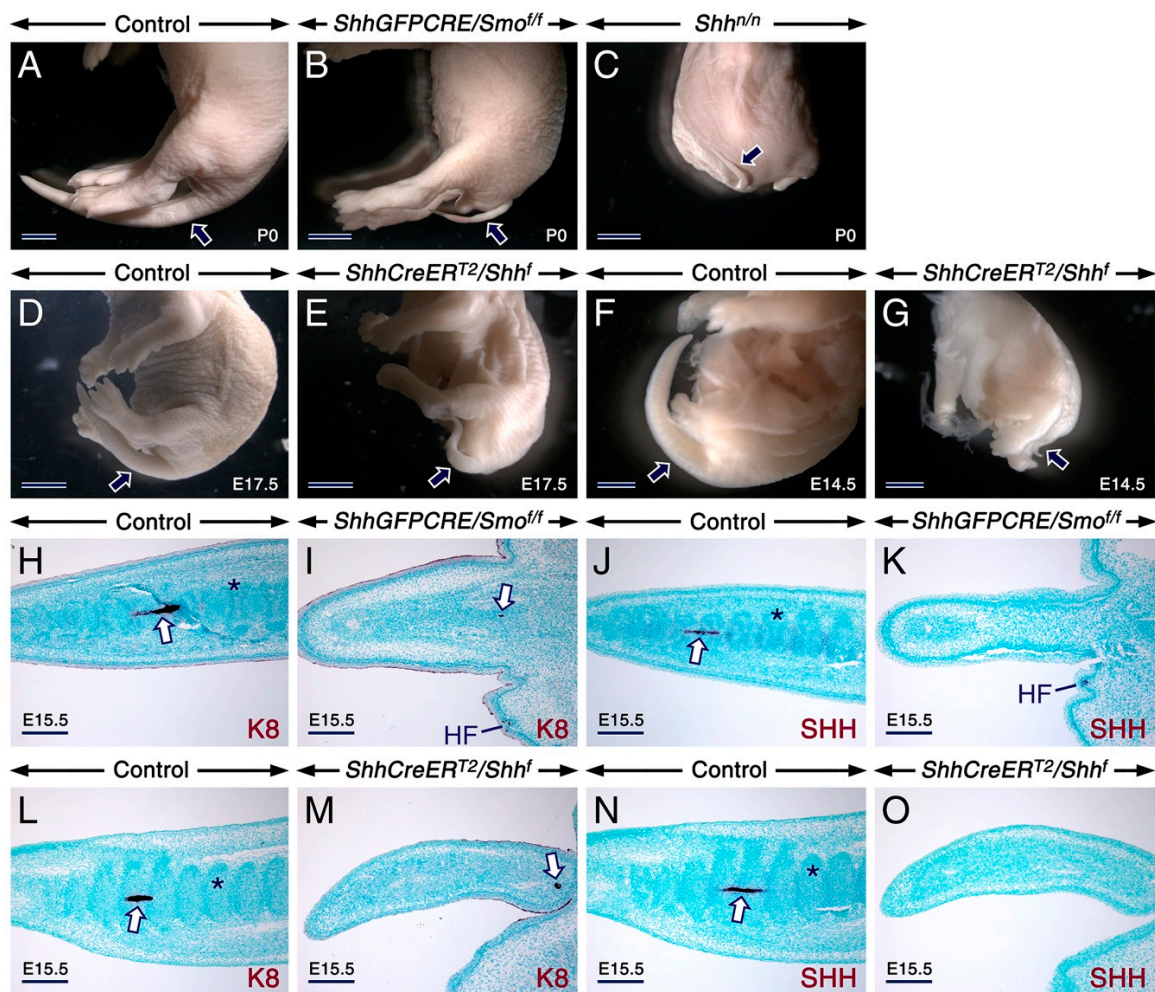 Control ShhGFPCRE/Smo^f/f Shh^n/n
A B C
P0 P0 P0
Control ShhCreER^T2/Shh^f Control ShhCreER^T2/Shh^f
D E F G
E17.5 E17.5 E14.5 E14.5
Control ShhGFPCRE/Smo^f/f Control ShhGFPCRE/Smo^f/f
H I J K
* *
HF HF
E15.5 K8 E15.5 K8 E15.5 SHH E15.5 SHH
Control ShhCreER^T2/Shh^f Control ShhCreER^T2/Shh^f
L M N O
* *
E15.5 K8 E15.5 K8 E15.5 SHH E15.5 SHH